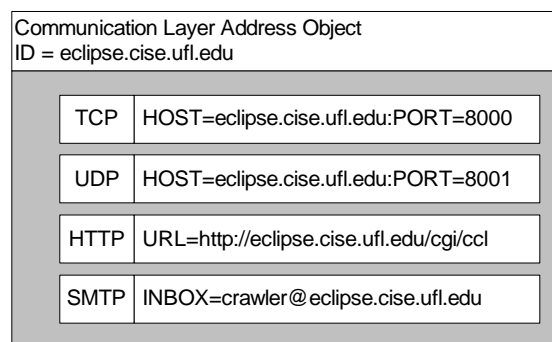 Communication Layer Address Object
ID = eclipse.cise.ufl.edu
TCP HOST=eclipse.cise.ufl.edu:PORT=8000
UDP HOST=eclipse.cise.ufl.edu:PORT=8001
HTTP URL=http://eclipse.cise.ufl.edu/cgi/ccl
SMTP INBOX=crawler@eclipse.cise.ufl.edu